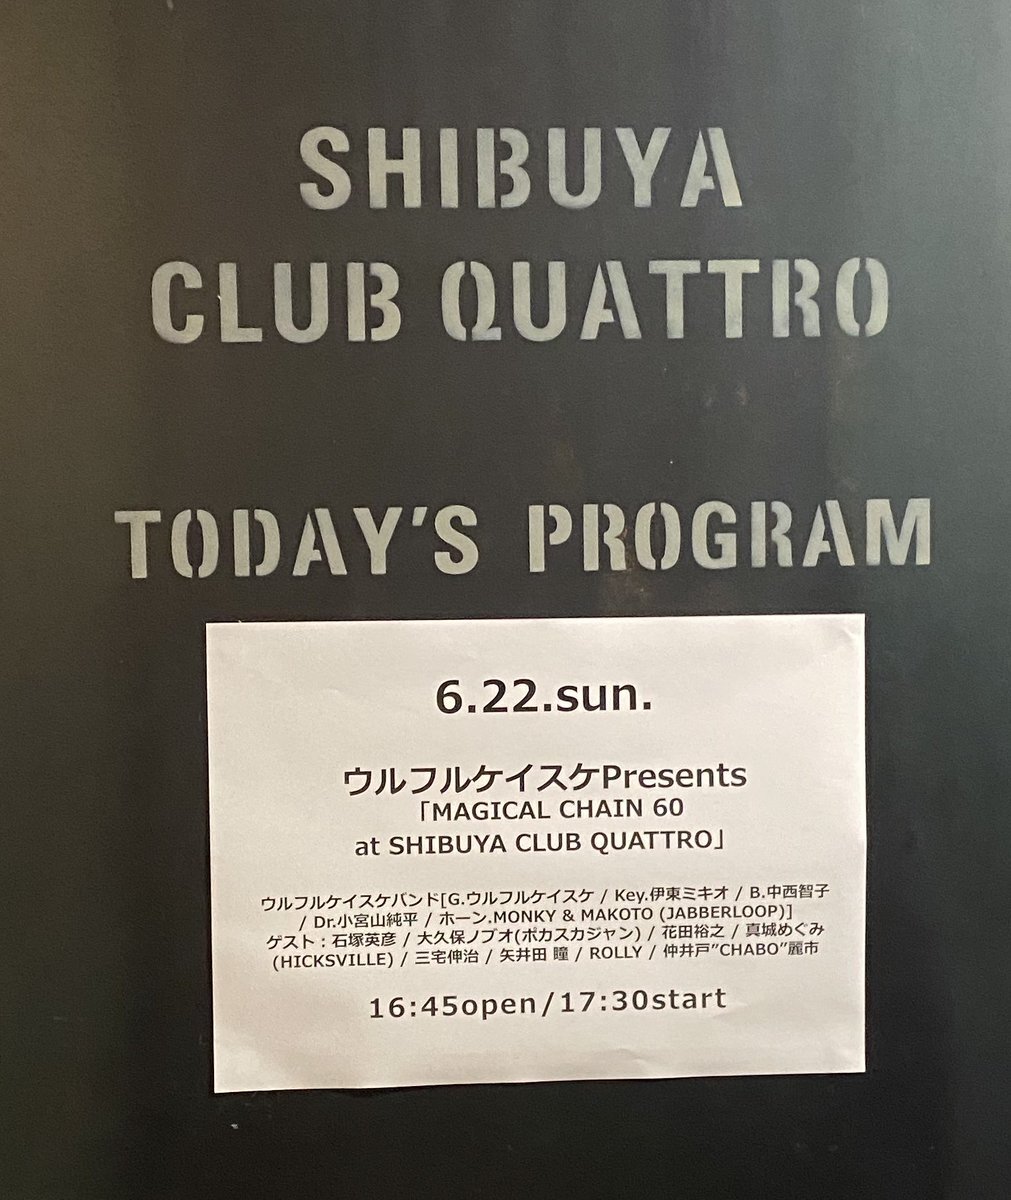 SHIBUYA
CLUB QUATTRO
TODAY'S PROGRAM
6.22.sun.
ウルフルケイスケPresents
「MAGICAL CHAIN 60
at SHIBUYA CLUB QUATTRO」
ウルフルケイスケバンド[G.ウルフルケイスケ / Key.伊東ミキオ / B.中西智子
/ Dr.小宮山純平 / ホーン.MONKY & MAKOTO (JABBERLOOP)]
ゲスト：石塚英彦 / 大久保ノブオ(ポカスカジャン) / 花田裕之 / 真城めぐみ
(HICKSVILLE) / 三宅伸治 / 矢井田 瞳 / ROLLY / 仲井戸"CHABO"麗市
16:45open/17:30start